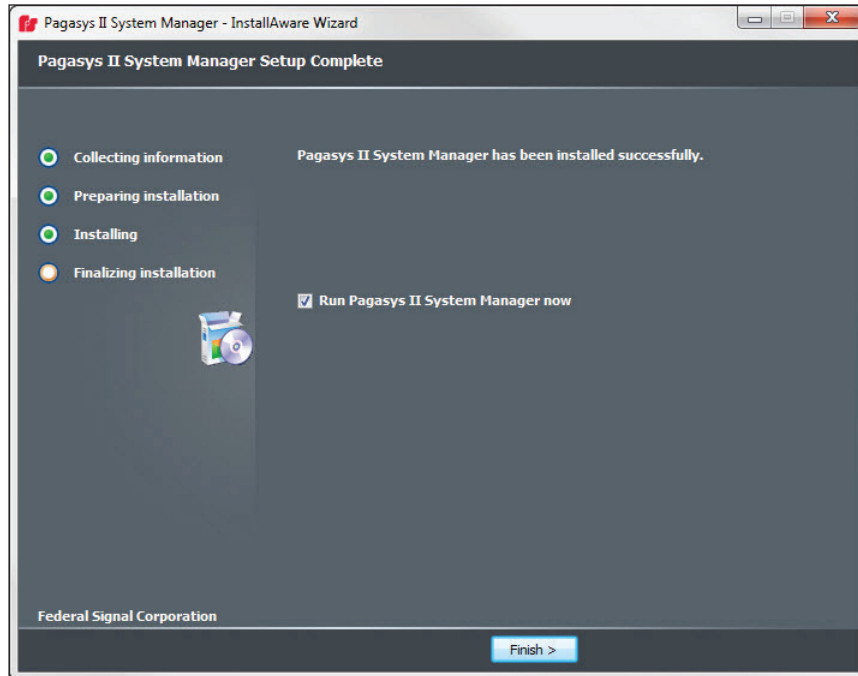 Pagasys II System Manager - InstallAware Wizard
Pagasys II System Manager Setup Complete
Collecting information
Pagasys II System Manager has been installed successfully.
Preparing installation
Installing
Finalizing installation
Run Pagasys II System Manager now
Federal Signal Corporation
Finish >